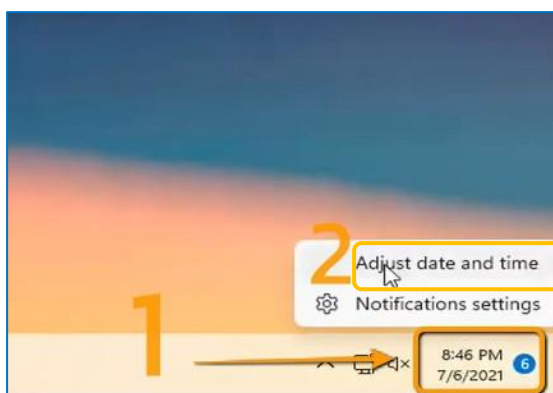 2
Adjust date and time
Notifications settings
1
8:46 PM
7/6/2021
6